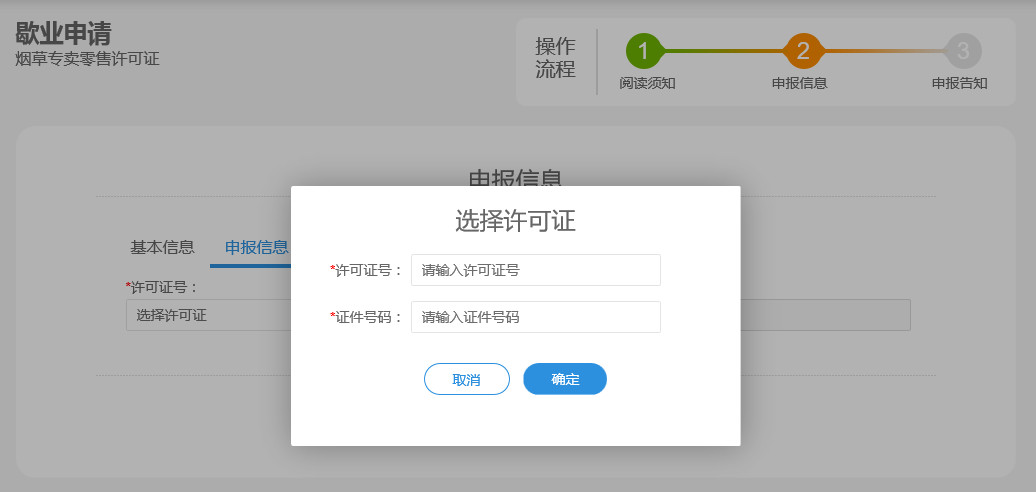 歇业申请
烟草专卖零售许可证
操作
流程
1
2
3
阅读须知
申报信息
申报告知
申报信息
选择许可证
基本信息
申报信息
*许可证号：
请输入许可证号
*许可证号：
选择许可证
*证件号码：
请输入证件号码
取消
确定